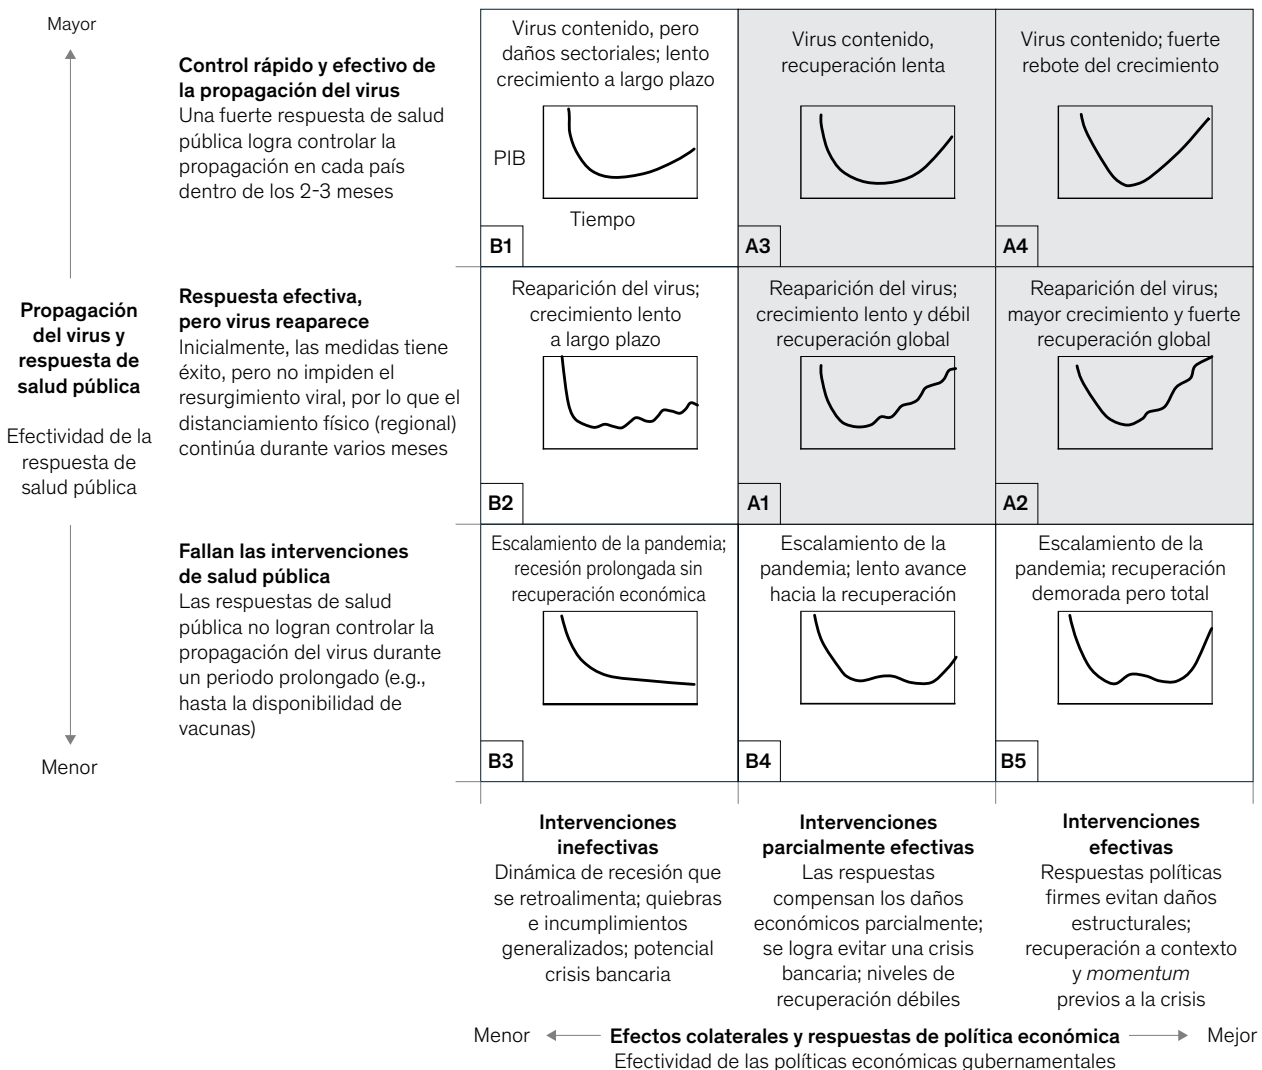 Mayor
Propagación
del virus y
respuesta de
salud pública
Efectividad de la
respuesta de
salud pública
Menor
Control rápido y efectivo de
la propagación del virus
Una fuerte respuesta de salud
pública logra controlar la
propagación en cada país
dentro de los 2-3 meses
Virus contenido, pero
daños sectoriales; lento
crecimiento a largo plazo
PIB
Tiempo
B1
Virus contenido,
recuperación lenta
A3
Virus contenido; fuerte
rebote del crecimiento
A4
Respuesta efectiva,
pero virus reaparece
Inicialmente, las medidas tiene
éxito, pero no impiden el
resurgimiento viral, por lo que el
distanciamiento físico (regional)
continúa durante varios meses
Reaparición del virus;
crecimiento lento
a largo plazo
B2
Reaparición del virus;
crecimiento lento y débil
recuperación global
A1
Reaparición del virus;
mayor crecimiento y fuerte
recuperación global
A2
Fallan las intervenciones
de salud pública
Las respuestas de salud
pública no logran controlar la
propagación del virus durante
un periodo prolongado (e.g.,
hasta la disponibilidad de
vacunas)
Escalamiento de la pandemia;
recesión prolongada sin
recuperación económica
B3
Escalamiento de la
pandemia; lento avance
hacia la recuperación
B4
Escalamiento de la
pandemia; recuperación
demorada pero total
B5
Intervenciones
inefectivas
Dinámica de recesión que
se retroalimenta; quiebras
e incumplimientos
generalizados; potencial
crisis bancaria
Intervenciones
parcialmente efectivas
Las respuestas
compensan los daños
económicos parcialmente;
se logra evitar una crisis
bancaria; niveles de
recuperación débiles
Intervenciones
efectivas
Respuestas políticas
firmes evitan daños
estructurales;
recuperación a contexto
y momentum
previos a la crisis
Menor Efectos colaterales y respuestas de política económica Mejor
Efectividad de las políticas económicas gubernamentales